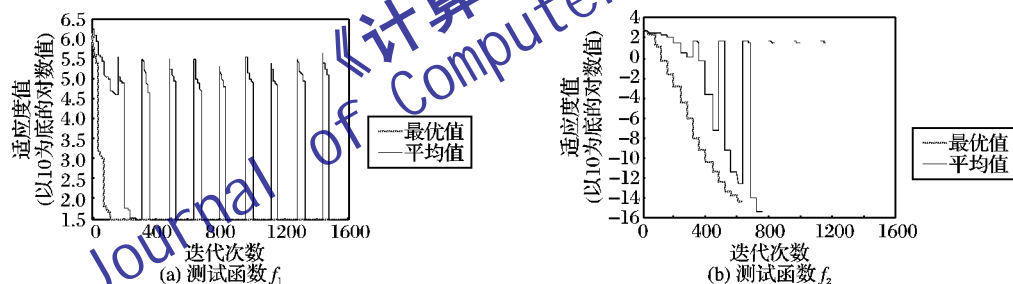 《计算
Journal of Compute
6.5
6.0
5.5
5.0
4.5
4.0
3.5
3.0
2.5
2.0
1.5
适应度值
(以10为底的对数值)
0 400 800 1200 1600
迭代次数
(a) 测试函数 f₁
最优值
平均值
4
2
0
−2
−4
−6
−8
−10
−12
−14
−16
适应度值
(以10为底的对数值)
0 400 800 1200 1600
迭代次数
(b) 测试函数 f₂
最优值
平均值